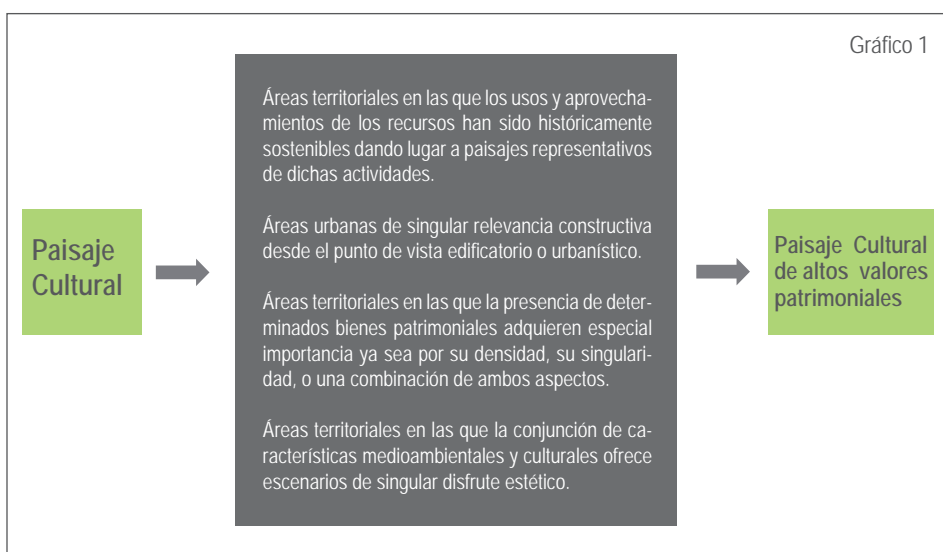 Gráfico 1
Paisaje
Cultural
Áreas territoriales en las que los usos y aprovecha-
mientos de los recursos han sido históricamente
sostenibles dando lugar a paisajes representativos
de dichas actividades.
Áreas urbanas de singular relevancia constructiva
desde el punto de vista edificatorio o urbanístico.
Áreas territoriales en las que la presencia de deter-
minados bienes patrimoniales adquieren especial
importancia ya sea por su densidad, su singulari-
dad, o una combinación de ambos aspectos.
Áreas territoriales en las que la conjunción de ca-
racterísticas medioambientales y culturales ofrece
escenarios de singular disfrute estético.
Paisaje Cultural
de altos valores
patrimoniales